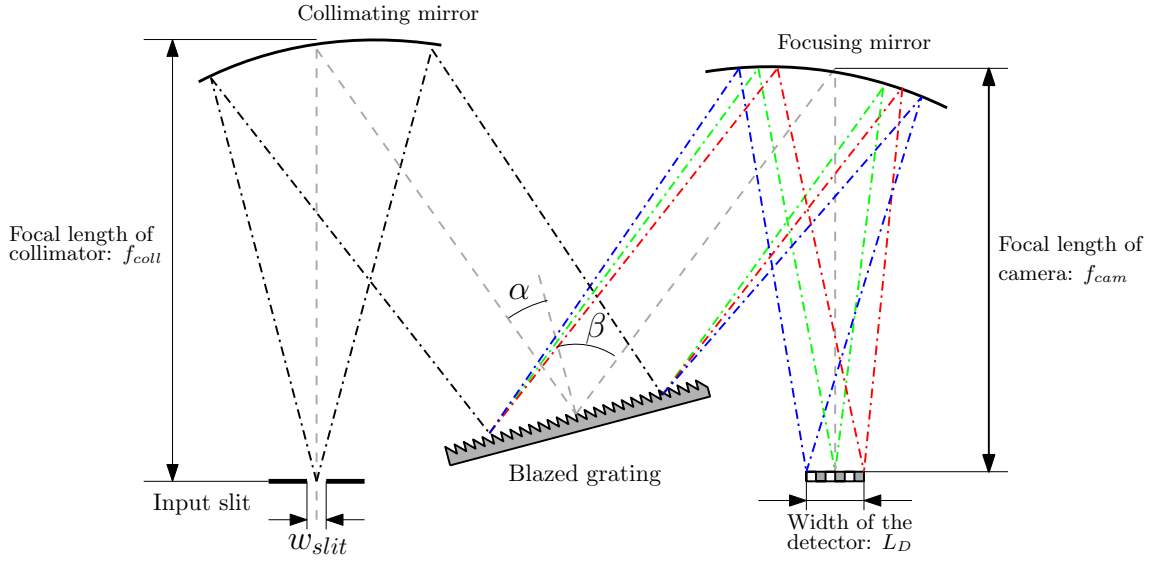 Collimating mirror
Focusing mirror
Focal length of
collimator: f_{coll}
α
β
Focal length of
camera: f_{cam}
Blazed grating
Input slit
w_{slit}
Width of the
detector: L_D